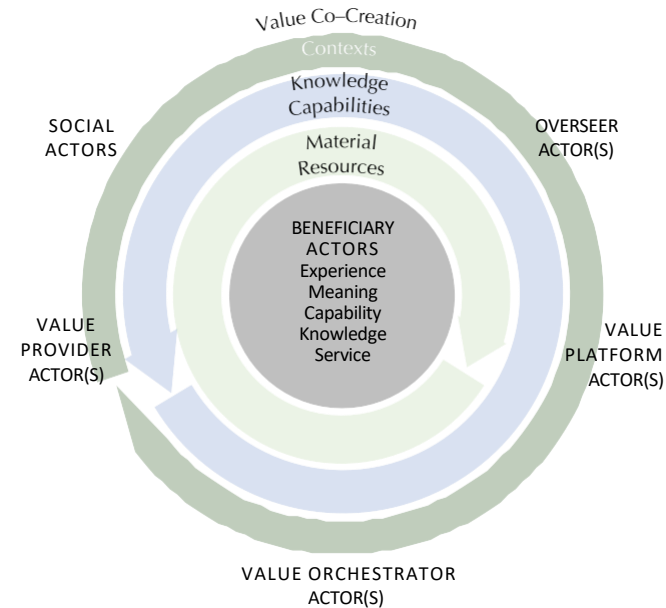 Value Co–Creation
Contexts
Knowledge
Capabilities
Material
Resources
SOCIAL
ACTORS
OVERSEER
ACTOR(S)
BENEFICIARY
ACTORS
Experience
Meaning
Capability
Knowledge
Service
VALUE
PROVIDER
ACTOR(S)
VALUE
PLATFORM
ACTOR(S)
VALUE ORCHESTRATOR
ACTOR(S)